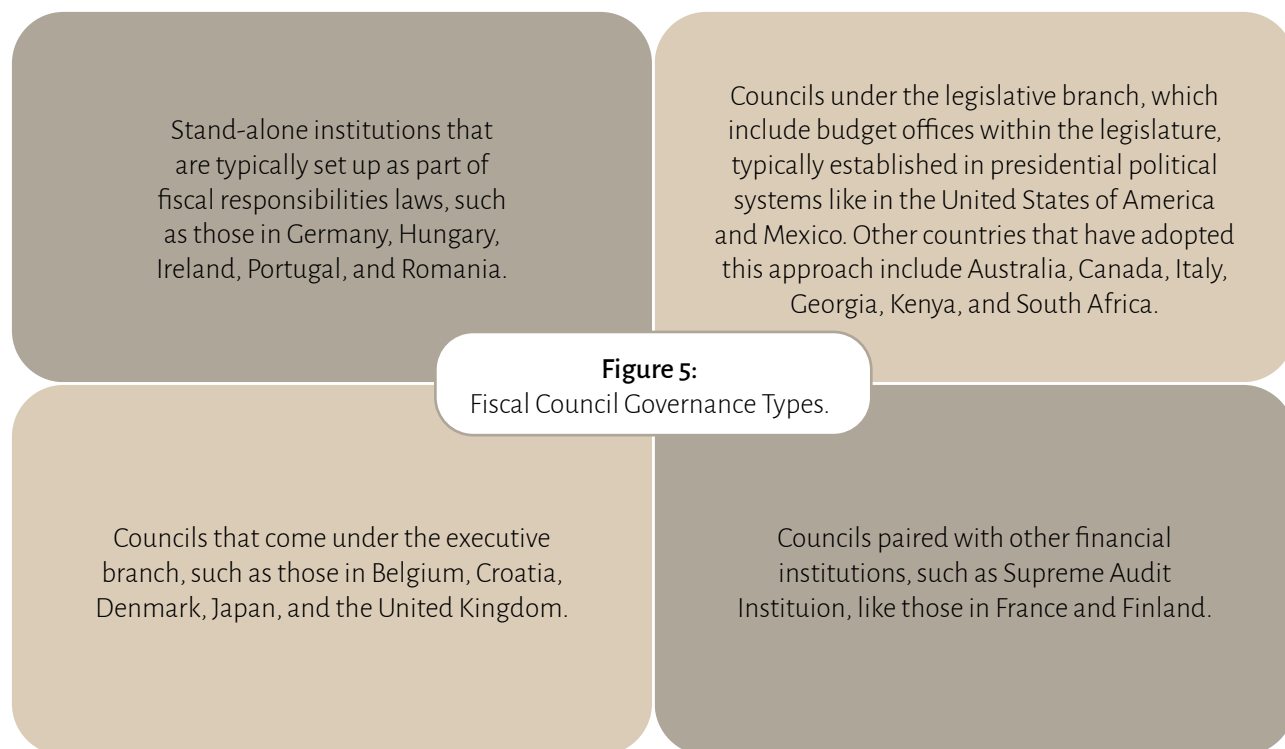 Stand-alone institutions that
are typically set up as part of
fiscal responsibilities laws, such
as those in Germany, Hungary,
Ireland, Portugal, and Romania.
Councils under the legislative branch, which
include budget offices within the legislature,
typically established in presidential political
systems like in the United States of America
and Mexico. Other countries that have adopted
this approach include Australia, Canada, Italy,
Georgia, Kenya, and South Africa.
Figure 5:
Fiscal Council Governance Types.
Councils that come under the executive
branch, such as those in Belgium, Croatia,
Denmark, Japan, and the United Kingdom.
Councils paired with other financial
institutions, such as Supreme Audit
Instituion, like those in France and Finland.